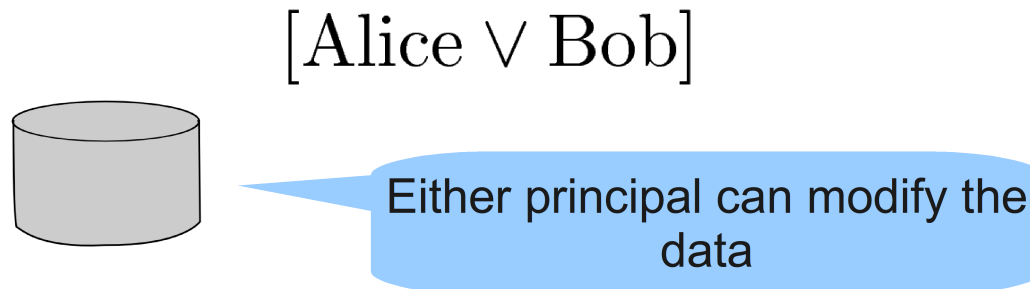 [Alice ∨ Bob]
Either principal can modify the
data